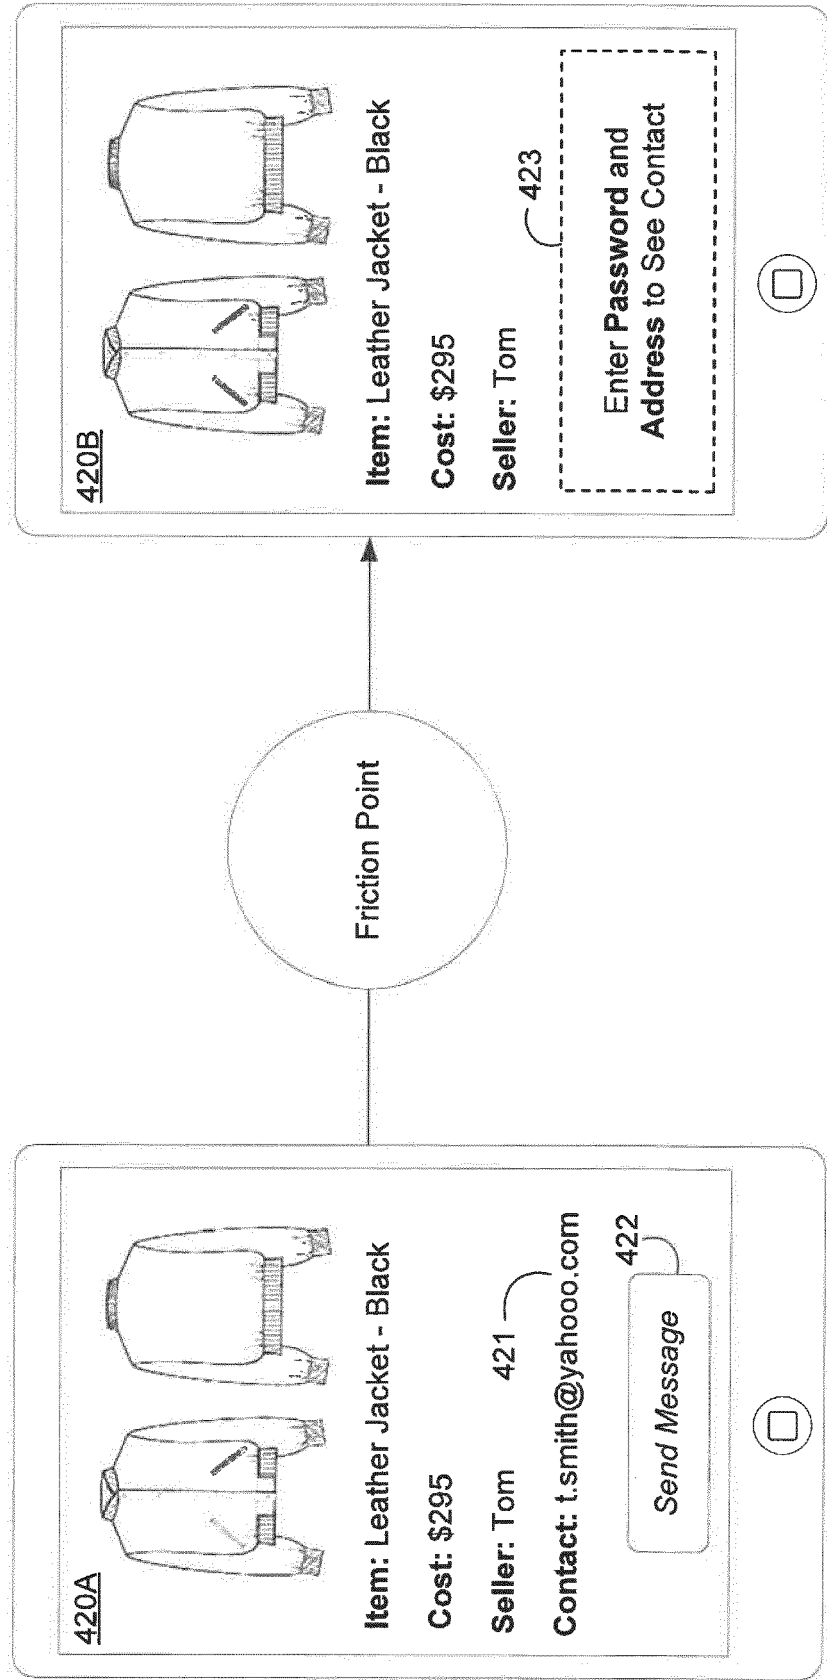 420A
Item: Leather Jacket - Black
Cost: $295
Seller: Tom
421
Contact: t.smith@yahooo.com
422
Send Message
Friction Point
420B
Item: Leather Jacket - Black
Cost: $295
Seller: Tom
423
Enter Password and
Address to See Contact